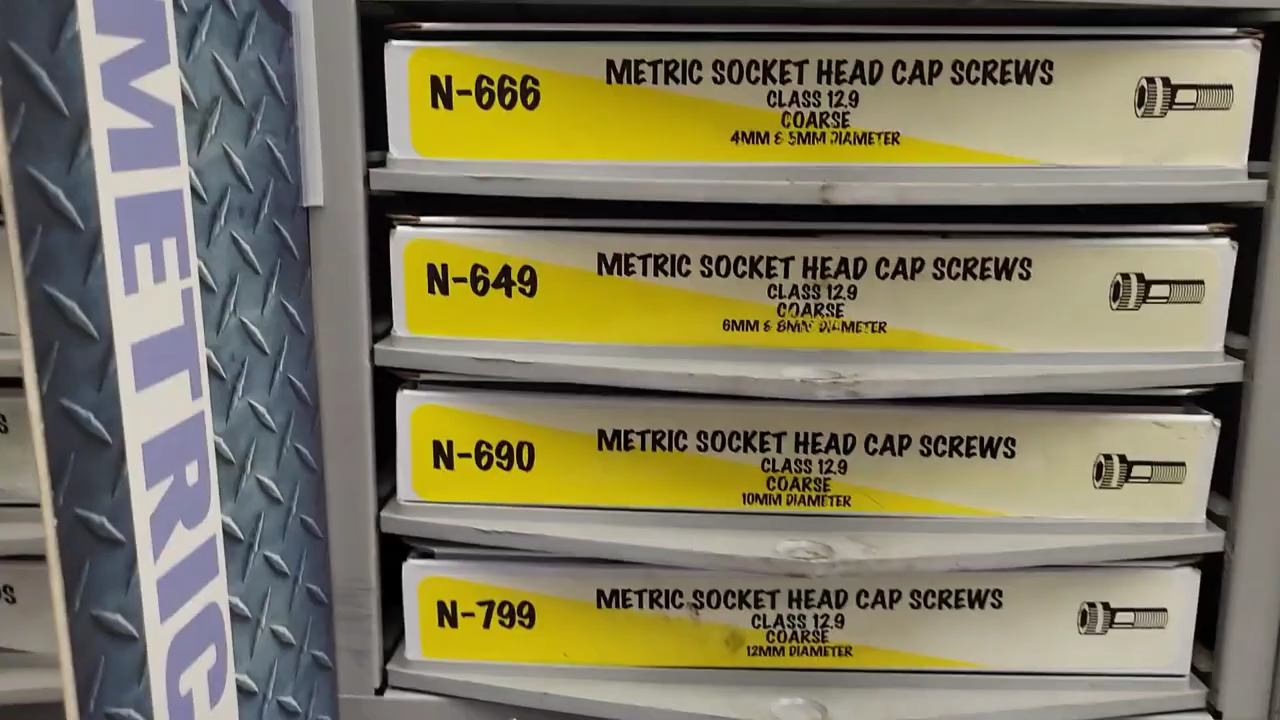 METRIC
N-666
METRIC SOCKET HEAD CAP SCREWS
CLASS 12.9
COARSE
4MM & 5MM DIAMETER
N-649
METRIC SOCKET HEAD CAP SCREWS
CLASS 12.9
COARSE
6MM & 8MM DIAMETER
N-690
METRIC SOCKET HEAD CAP SCREWS
CLASS 12.9
COARSE
10MM DIAMETER
N-799
METRIC SOCKET HEAD CAP SCREWS
CLASS 12.9
COARSE
12MM DIAMETER